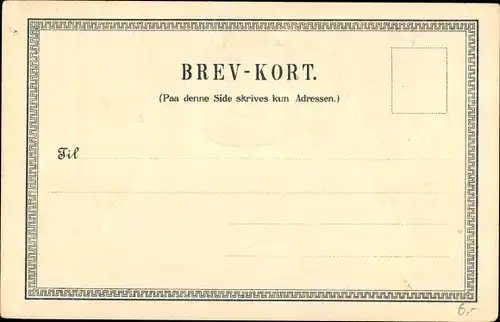 BREV-KORT.
(Paa denne Side skrives kun Adressen.)
Til
6,-